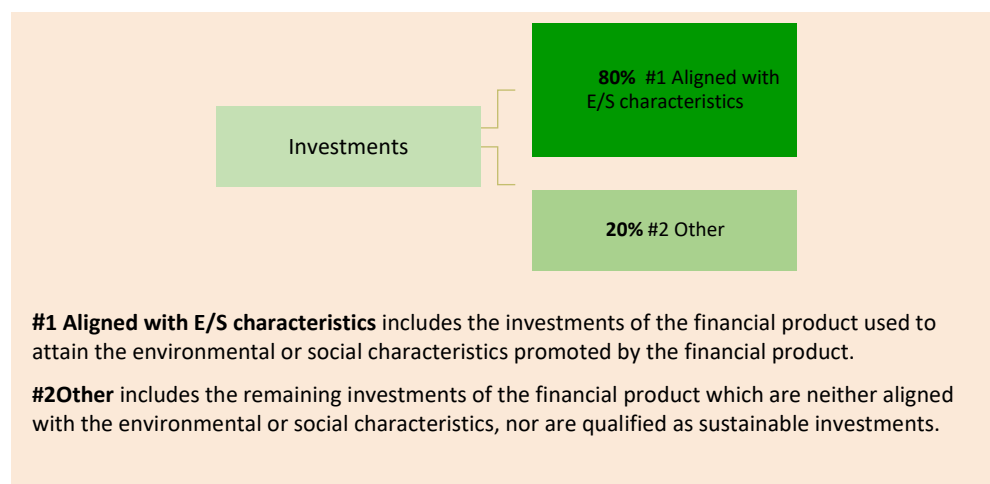 80% #1 Aligned with
E/S characteristics
Investments
20% #2 Other
#1 Aligned with E/S characteristics includes the investments of the financial product used to
attain the environmental or social characteristics promoted by the financial product.
#2Other includes the remaining investments of the financial product which are neither aligned
with the environmental or social characteristics, nor are qualified as sustainable investments.